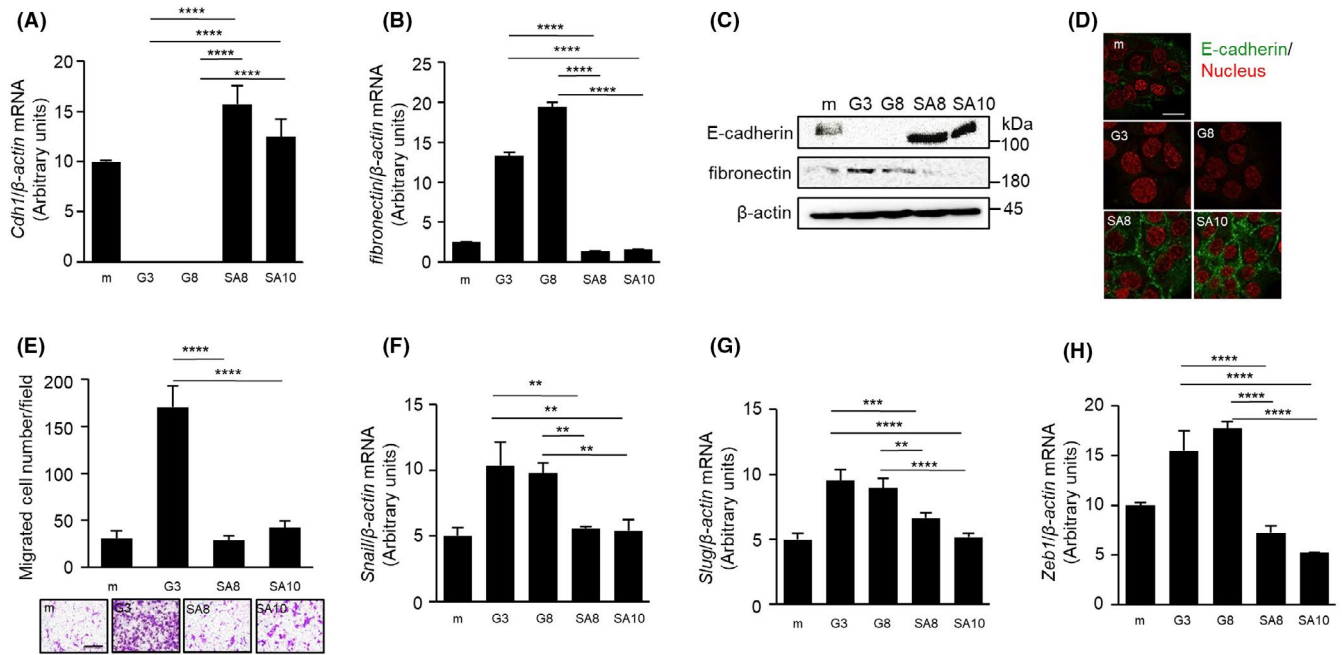 (A)
****
****
****
****
Cdh1/β-actin mRNA
(Arbitrary units)
20
15
10
5
0
m G3 G8 SA8 SA10
(B)
****
****
****
****
fibronectin/β-actin mRNA
(Arbitrary units)
25
20
15
10
5
0
m G3 G8 SA8 SA10
(C)
m G3 G8 SA8 SA10
kDa
E-cadherin
100
fibronectin
180
β-actin
45
(D)
m
E-cadherin/
Nucleus
G3
G8
SA8
SA10
(E)
****
****
Migrated cell number/field
200
150
100
50
0
m G3 SA8 SA10
m
G3
SA8
SA10
(F)
**
**
**
**
Snail/β-actin mRNA
(Arbitrary units)
15
10
5
0
m G3 G8 SA8 SA10
(G)
***
****
**
****
Slug/β-actin mRNA
(Arbitrary units)
15
10
5
0
m G3 G8 SA8 SA10
(H)
****
****
****
****
Zeb1/β-actin mRNA
(Arbitrary units)
20
15
10
5
0
m G3 G8 SA8 SA10